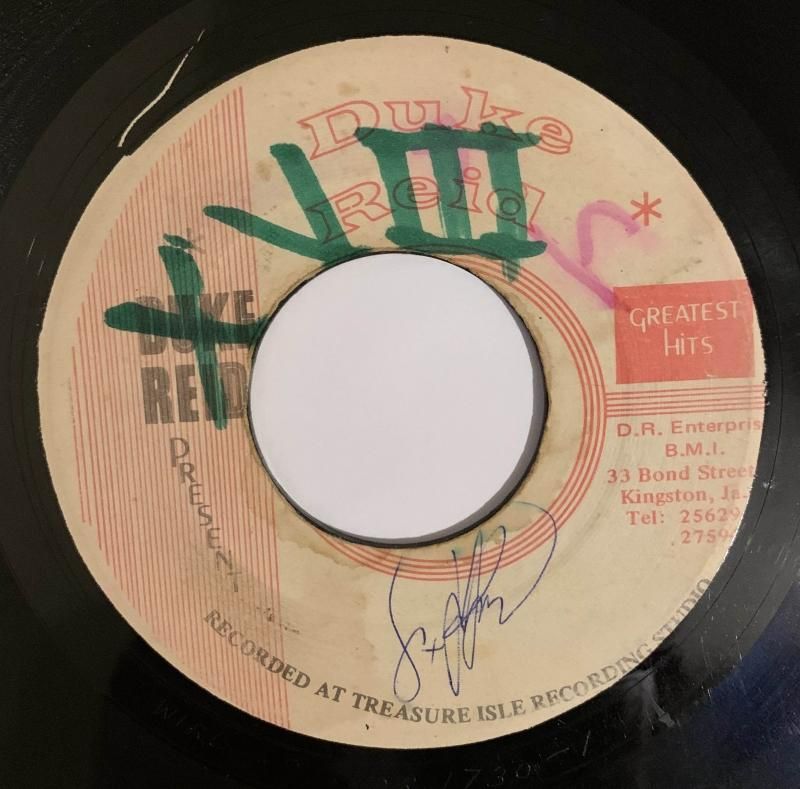 Duke
Reid
*
+ VIII
DUKE
REID
PRESENT
GREATEST
HITS
D.R. Enterpris
B.M.I.
33 Bond Street
Kingston, Ja.
Tel: 25629
2759
RECORDED AT TREASURE ISLE RECORDING STUDIO